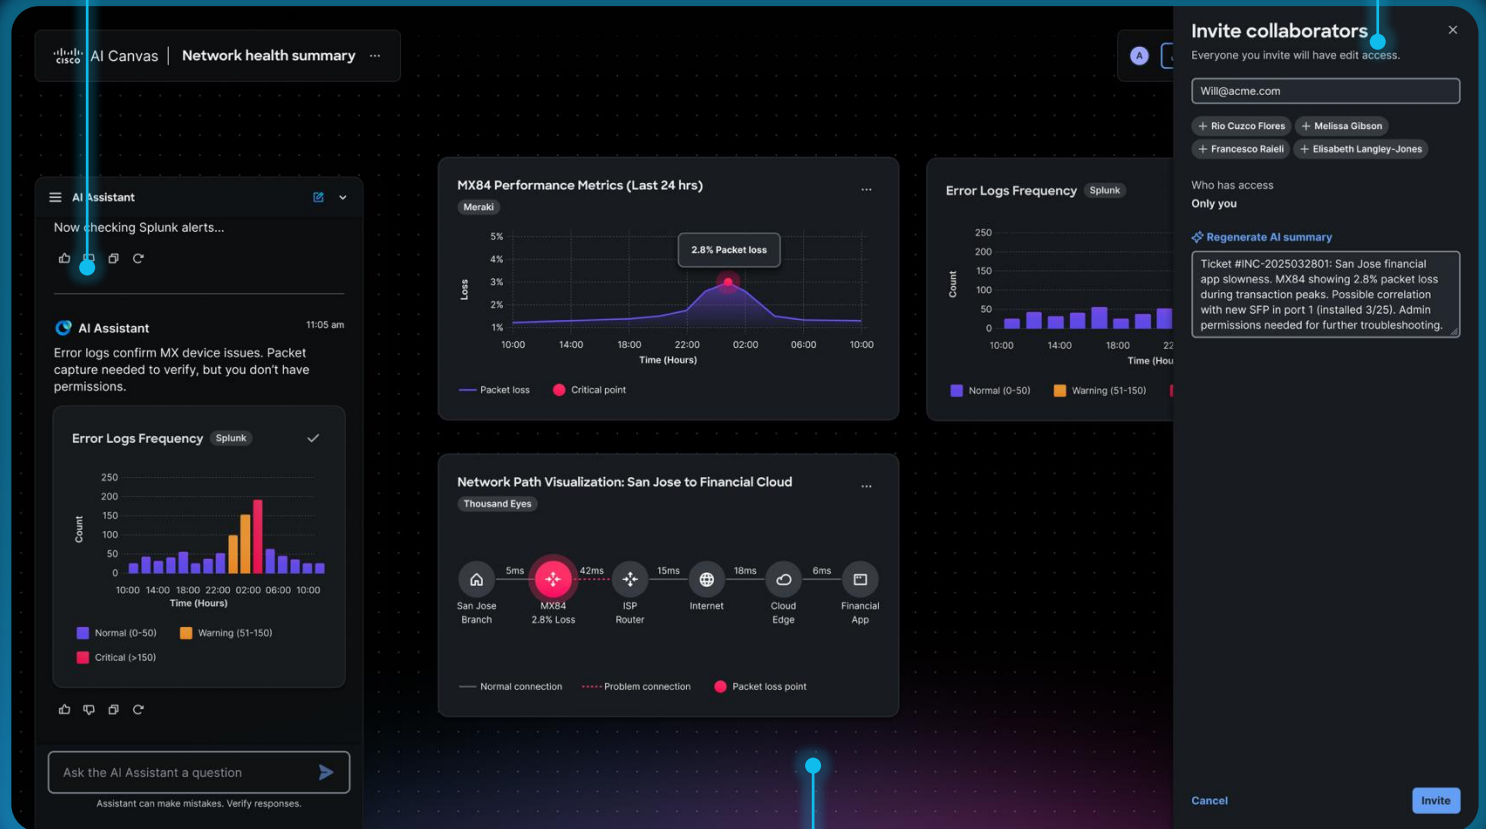 cisco AI Canvas | Network health summary ...
A
AI Assistant
Now checking Splunk alerts...
AI Assistant
11:05 am
Error logs confirm MX device issues. Packet
capture needed to verify, but you don't have
permissions.
Error Logs Frequency Splunk
250
200
150
100
50
0
Count
10:00 14:00 18:00 22:00 02:00 06:00 10:00
Time (Hours)
Normal (0-50) Warning (51-150)
Critical (>150)
Ask the AI Assistant a question
Assistant can make mistakes. Verify responses.
MX84 Performance Metrics (Last 24 hrs) ...
Meraki
5%
4%
3%
2%
1%
Loss
2.8% Packet loss
10:00 14:00 18:00 22:00 02:00 06:00 10:00
Time (Hours)
Packet loss Critical point
Error Logs Frequency Splunk
250
200
150
100
50
0
Count
10:00 14:00 18:00 22
Time (Hou
Normal (0-50) Warning (51-150)
Network Path Visualization: San Jose to Financial Cloud ...
Thousand Eyes
5ms 42ms 15ms 18ms 6ms
San Jose
Branch
MX84
2.8% Loss
ISP
Router
Internet
Cloud
Edge
Financial
App
Normal connection Problem connection Packet loss point
Invite collaborators
Everyone you invite will have edit access.
Will@acme.com
+ Rio Cuzco Flores + Melissa Gibson
+ Francesco Raieli + Elisabeth Langley-Jones
Who has access
Only you
Regenerate AI summary
Ticket #INC-2025032801: San Jose financial
app slowness. MX84 showing 2.8% packet loss
during transaction peaks. Possible correlation
with new SFP in port 1 (installed 3/25). Admin
permissions needed for further troubleshooting.
Cancel
Invite